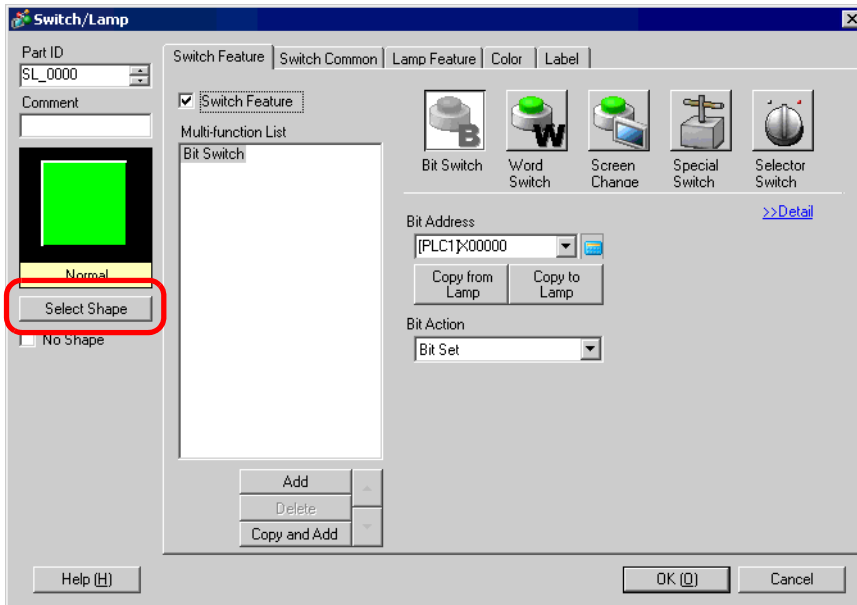 Switch/Lamp
Part ID
SL_0000
Comment
Normal
Select Shape
No Shape
Switch Feature
Switch Common
Lamp Feature
Color
Label
Switch Feature
Multi-function List
Bit Switch
Add
Delete
Copy and Add
Bit Switch
Word
Switch
Screen
Change
Special
Switch
Selector
Switch
>>Detail
Bit Address
[PLC1]X00000
Copy from
Lamp
Copy to
Lamp
Bit Action
Bit Set
Help (H)
OK (O)
Cancel